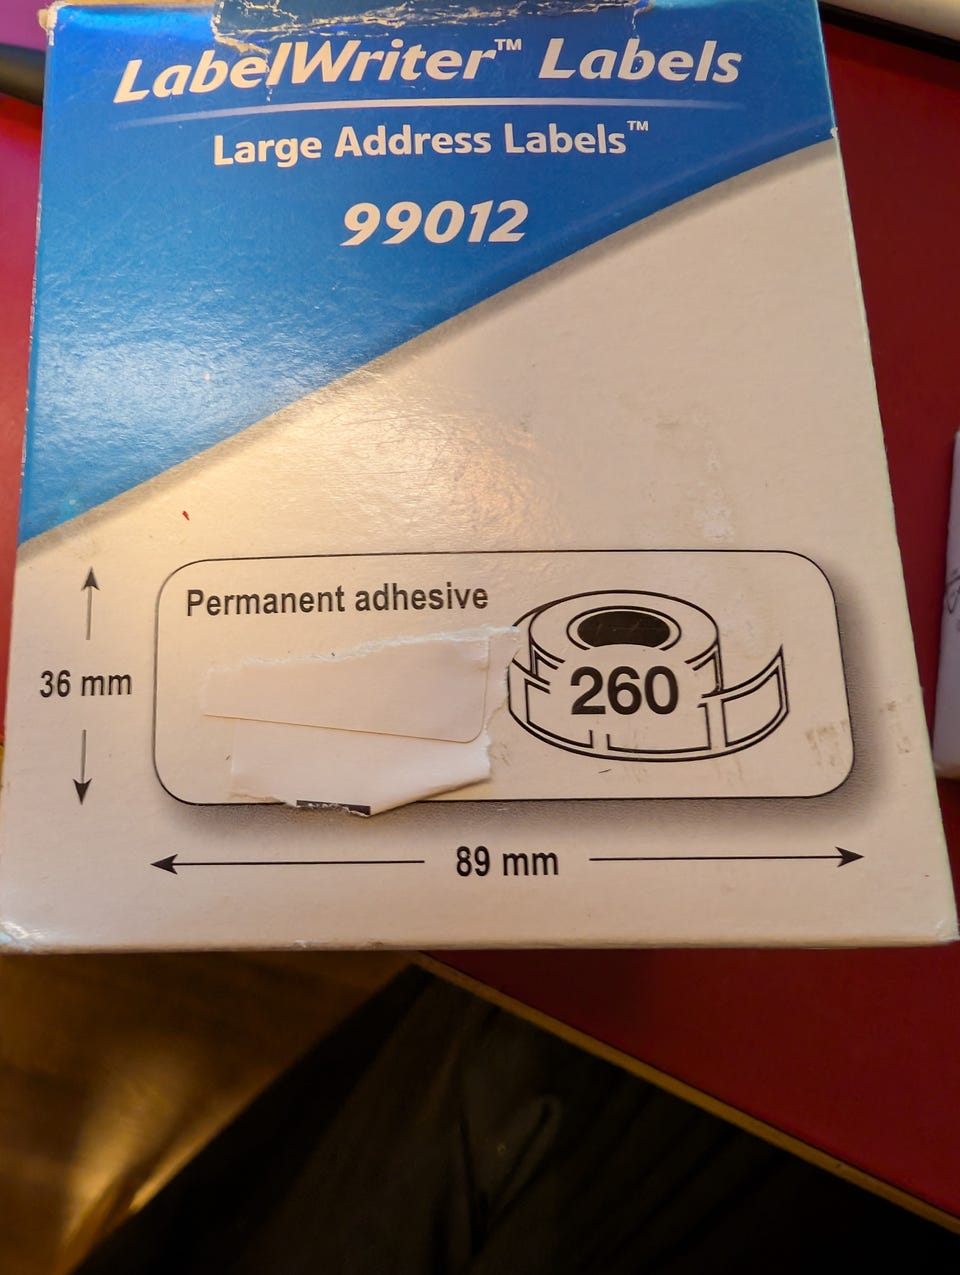 LabelWriter™ Labels
Large Address Labels™
99012
Permanent adhesive
260
36 mm
89 mm